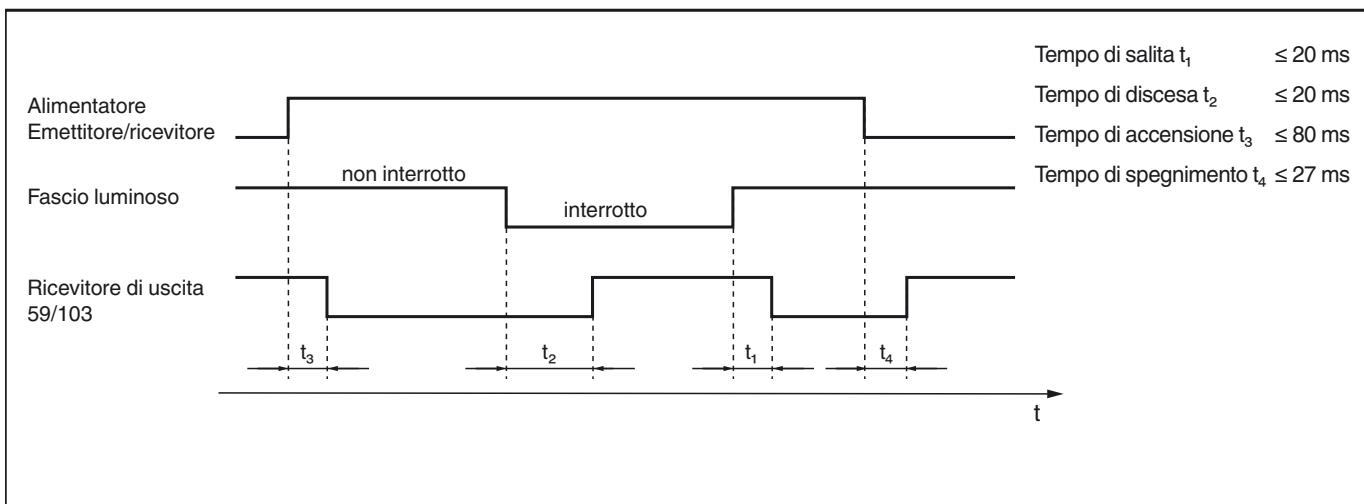 Tempo di salita t₁ ≤ 20 ms
Tempo di discesa t₂ ≤ 20 ms
Tempo di accensione t₃ ≤ 80 ms
Tempo di spegnimento t₄ ≤ 27 ms
Alimentatore
Emettitore/ricevitore
non interrotto
Fascio luminoso
interrotto
Ricevitore di uscita
59/103
t₃ t₂ t₁ t₄
t